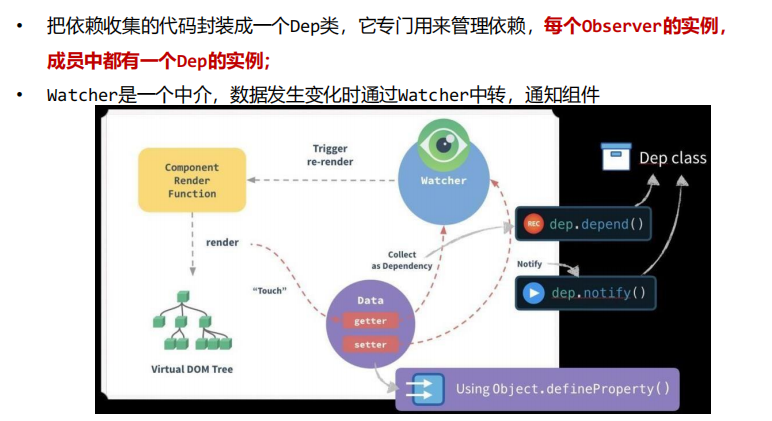 • 把依赖收集的代码封装成一个Dep类，它专门用来管理依赖，每个Observer的实例，
成员中都有一个Dep的实例；
• Watcher是一个中介，数据发生变化时通过Watcher中转，通知组件
Trigger
re-render
Component
Render
Function
Watcher
Dep class
REC dep.depend()
render
Collect
as Dependency
Notify
dep.notify()
"Touch"
Data
getter
setter
Virtual DOM Tree
Using Object.defineProperty()